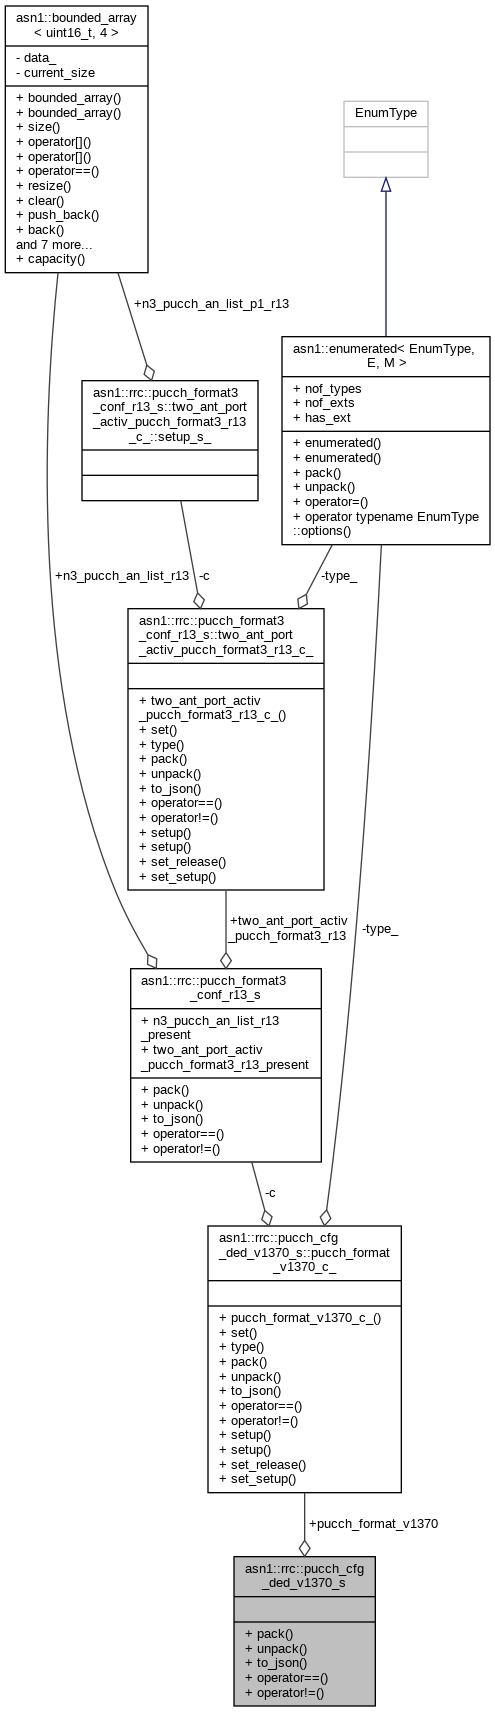 asn1::bounded_array
< uint16_t, 4 >
- data_
- current_size
+ bounded_array()
+ bounded_array()
+ size()
+ operator[]()
+ operator[]()
+ operator==()
+ resize()
+ clear()
+ push_back()
+ back()
and 7 more...
+ capacity()
EnumType
+n3_pucch_an_list_p1_r13
asn1::enumerated< EnumType,
E, M >
+ nof_types
+ nof_exts
+ has_ext
+ enumerated()
+ enumerated()
+ pack()
+ unpack()
+ operator=()
+ operator typename EnumType
::options()
asn1::rrc::pucch_format3
_conf_r13_s::two_ant_port
_activ_pucch_format3_r13
_c_::setup_s_
+n3_pucch_an_list_r13
-c
-type_
asn1::rrc::pucch_format3
_conf_r13_s::two_ant_port
_activ_pucch_format3_r13_c_
+ two_ant_port_activ
_pucch_format3_r13_c_()
+ set()
+ type()
+ pack()
+ unpack()
+ to_json()
+ operator==()
+ operator!=()
+ setup()
+ setup()
+ set_release()
+ set_setup()
+two_ant_port_activ
_pucch_format3_r13
-type_
asn1::rrc::pucch_format3
_conf_r13_s
+ n3_pucch_an_list_r13
_present
+ two_ant_port_activ
_pucch_format3_r13_present
+ pack()
+ unpack()
+ to_json()
+ operator==()
+ operator!=()
-c
asn1::rrc::pucch_cfg
_ded_v1370_s::pucch_format
_v1370_c_
+ pucch_format_v1370_c_()
+ set()
+ type()
+ pack()
+ unpack()
+ to_json()
+ operator==()
+ operator!=()
+ setup()
+ setup()
+ set_release()
+ set_setup()
+pucch_format_v1370
asn1::rrc::pucch_cfg
_ded_v1370_s
+ pack()
+ unpack()
+ to_json()
+ operator==()
+ operator!=()